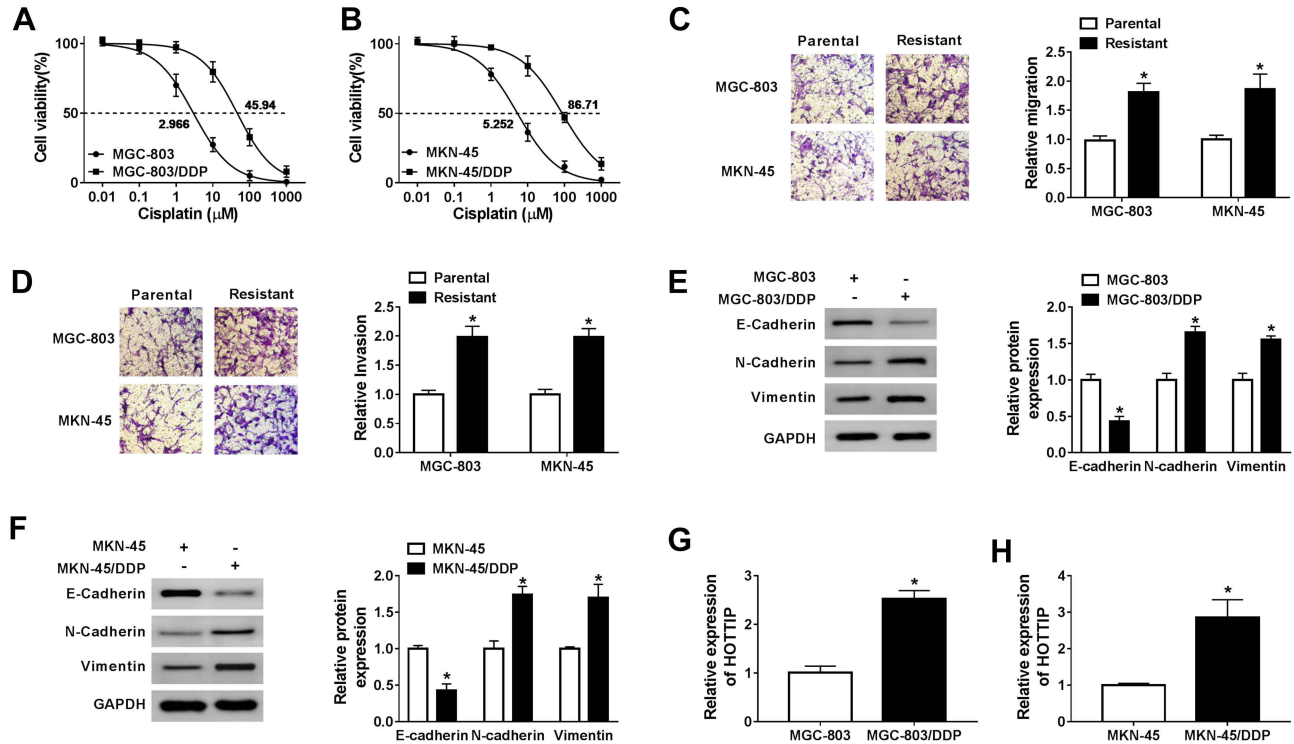 A
Cell viability(%)
100
50
0
45.94
2.966
MGC-803
MGC-803/DDP
0.01 0.1 1 10 100 1000
Cisplatin (μM)
B
Cell viability(%)
100
50
0
86.71
5.252
MKN-45
MKN-45/DDP
0.01 0.1 1 10 100 1000
Cisplatin (μM)
C
Parental Resistant
MGC-803
MKN-45
Parental
Resistant
Relative migration
2.5
2.0
1.5
1.0
0.5
0.0
* *
MGC-803 MKN-45
D
Parental Resistant
MGC-803
MKN-45
Parental
Resistant
Relative Invasion
2.5
2.0
1.5
1.0
0.5
0.0
* *
MGC-803 MKN-45
E
MGC-803 + -
MGC-803/DDP - +
E-Cadherin
N-Cadherin
Vimentin
GAPDH
MGC-803
MGC-803/DDP
Relative protein
expression
2.0
1.5
1.0
0.5
0.0
* * *
E-cadherin N-cadherin Vimentin
F
MKN-45 + -
MKN-45/DDP - +
E-Cadherin
N-Cadherin
Vimentin
GAPDH
MKN-45
MKN-45/DDP
Relative protein
expression
2.0
1.5
1.0
0.5
0.0
* * *
E-cadherin N-cadherin Vimentin
G
Relative expression
of HOTTIP
3
2
1
0
*
MGC-803 MGC-803/DDP
H
Relative expression
of HOTTIP
4
3
2
1
0
*
MKN-45 MKN-45/DDP